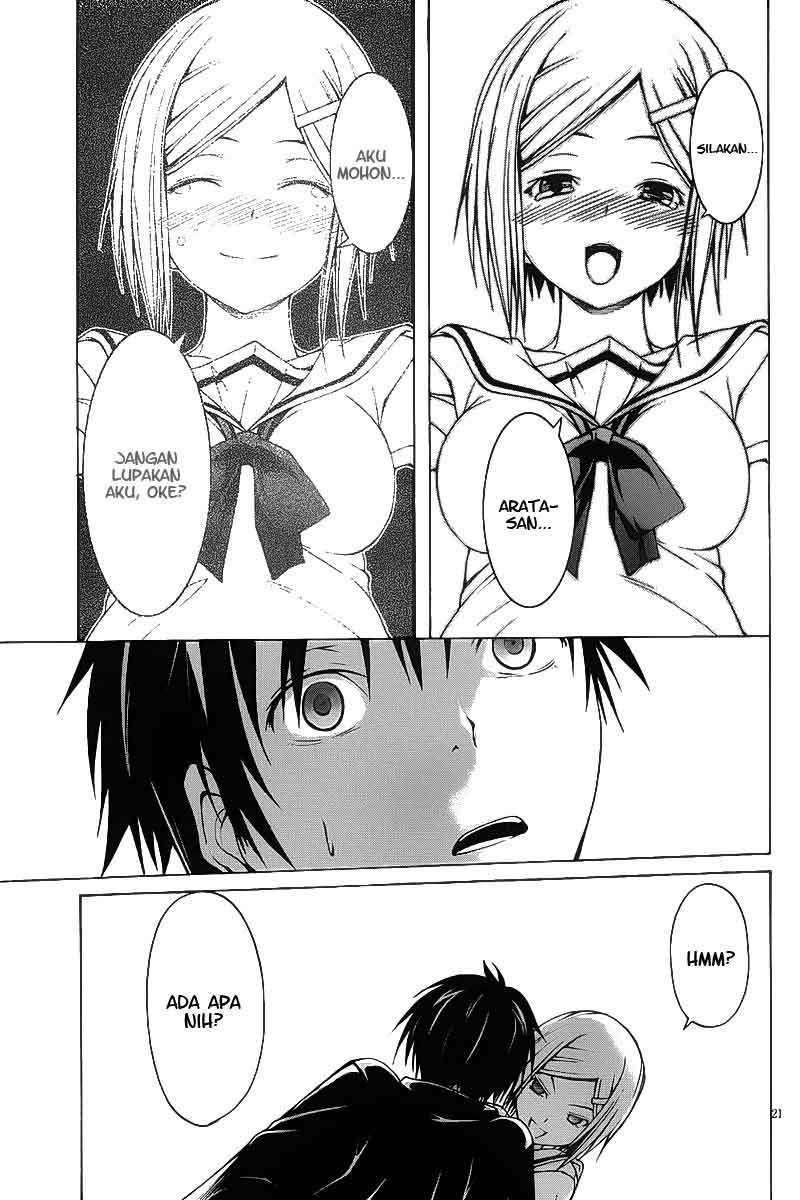 SILAKAN...
ARATA-
SAN...
AKU
MOHON...
JANGAN
LUPAKAN
AKU, OKE?
HMM?
ADA APA
NIH?
21